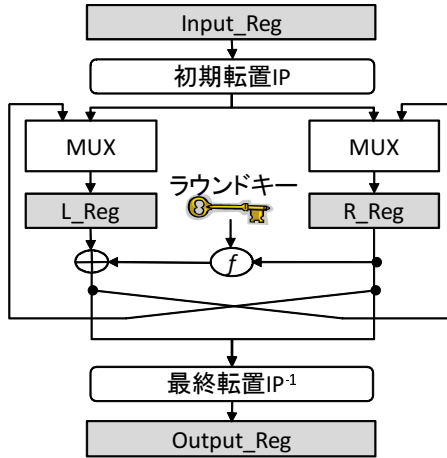 Input_Reg
初期転置IP
MUX
MUX
ラウンドキー
L_Reg
R_Reg
f
最終転置IP-1
Output_Reg